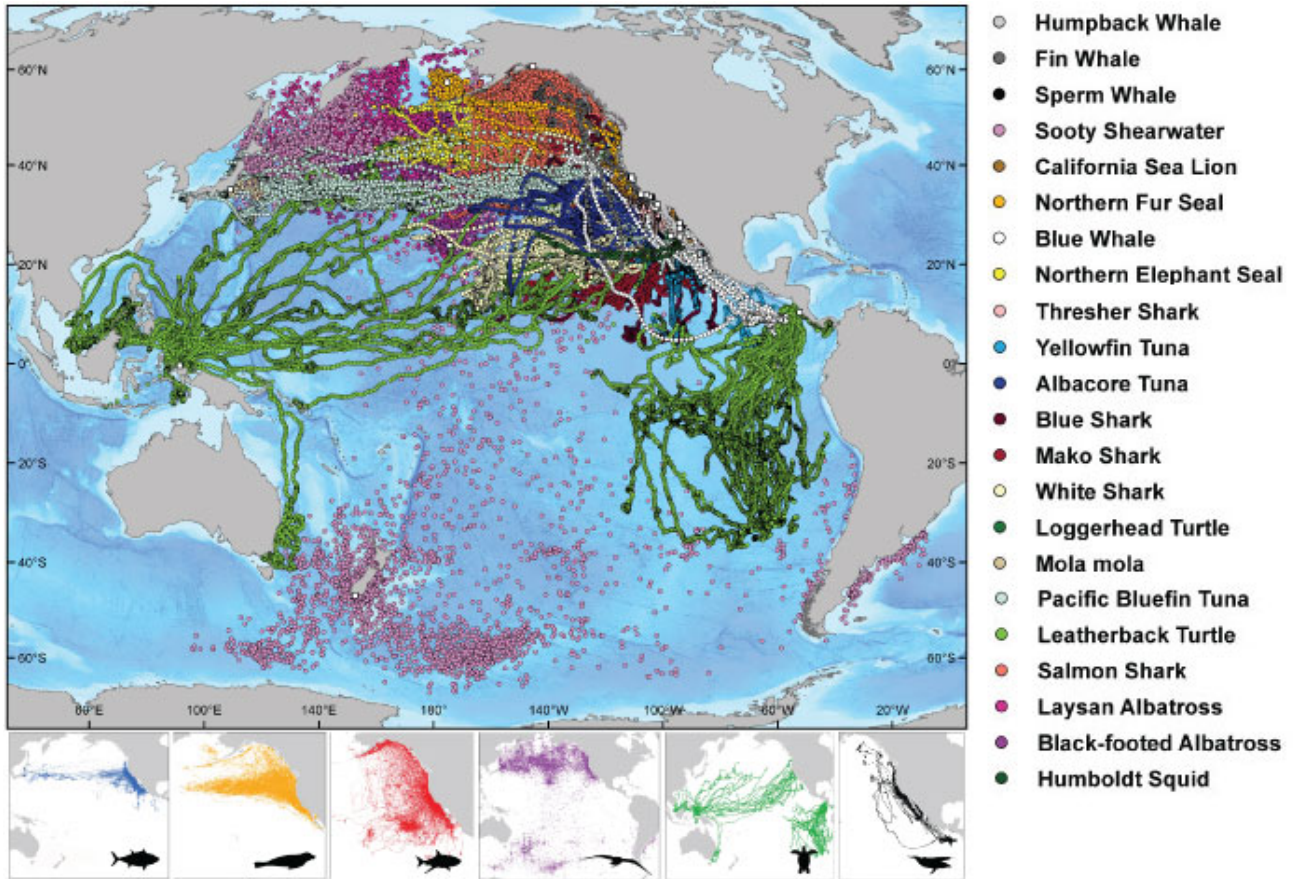 Humpback Whale
Fin Whale
Sperm Whale
Sooty Shearwater
California Sea Lion
Northern Fur Seal
Blue Whale
Northern Elephant Seal
Thresher Shark
Yellowfin Tuna
Albacore Tuna
Blue Shark
Mako Shark
White Shark
Loggerhead Turtle
Mola mola
Pacific Bluefin Tuna
Leatherback Turtle
Salmon Shark
Laysan Albatross
Black-footed Albatross
Humboldt Squid
60°N 60°N
40°N 40°N
20°N 20°N
0° 0°
20°S 20°S
40°S 40°S
60°S 60°S
60°E 100°E 140°E 180° 140°W 100°W 60°W 20°W